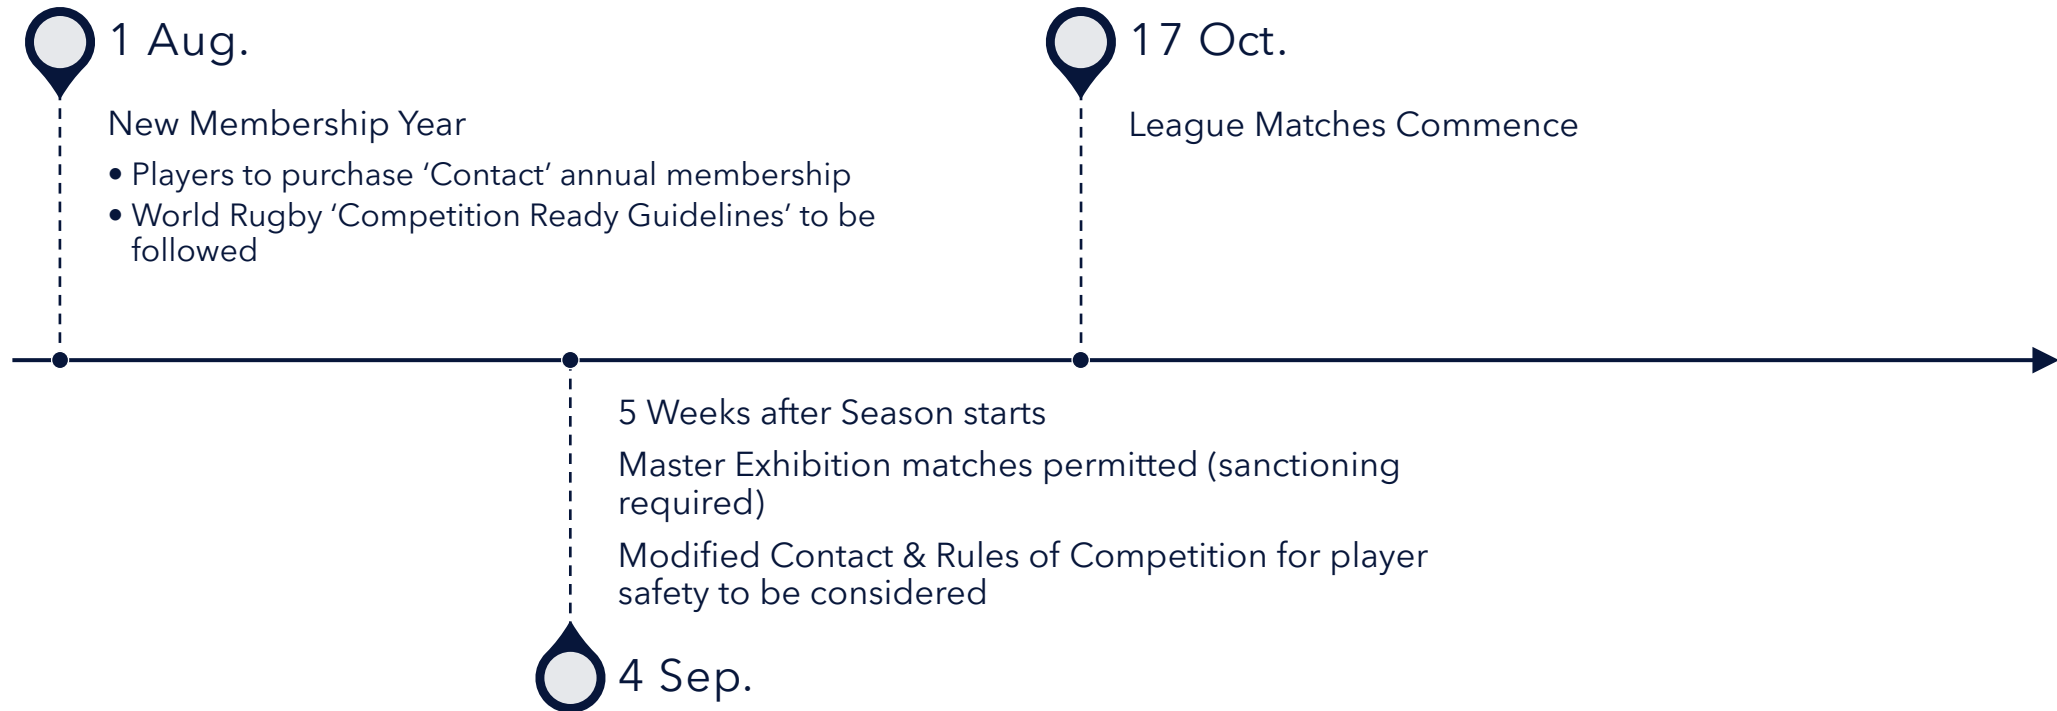 1 Aug.
New Membership Year
• Players to purchase ‘Contact’ annual membership
• World Rugby ‘Competition Ready Guidelines’ to be
followed
17 Oct.
League Matches Commence
5 Weeks after Season starts
Master Exhibition matches permitted (sanctioning
required)
Modified Contact & Rules of Competition for player
safety to be considered
4 Sep.